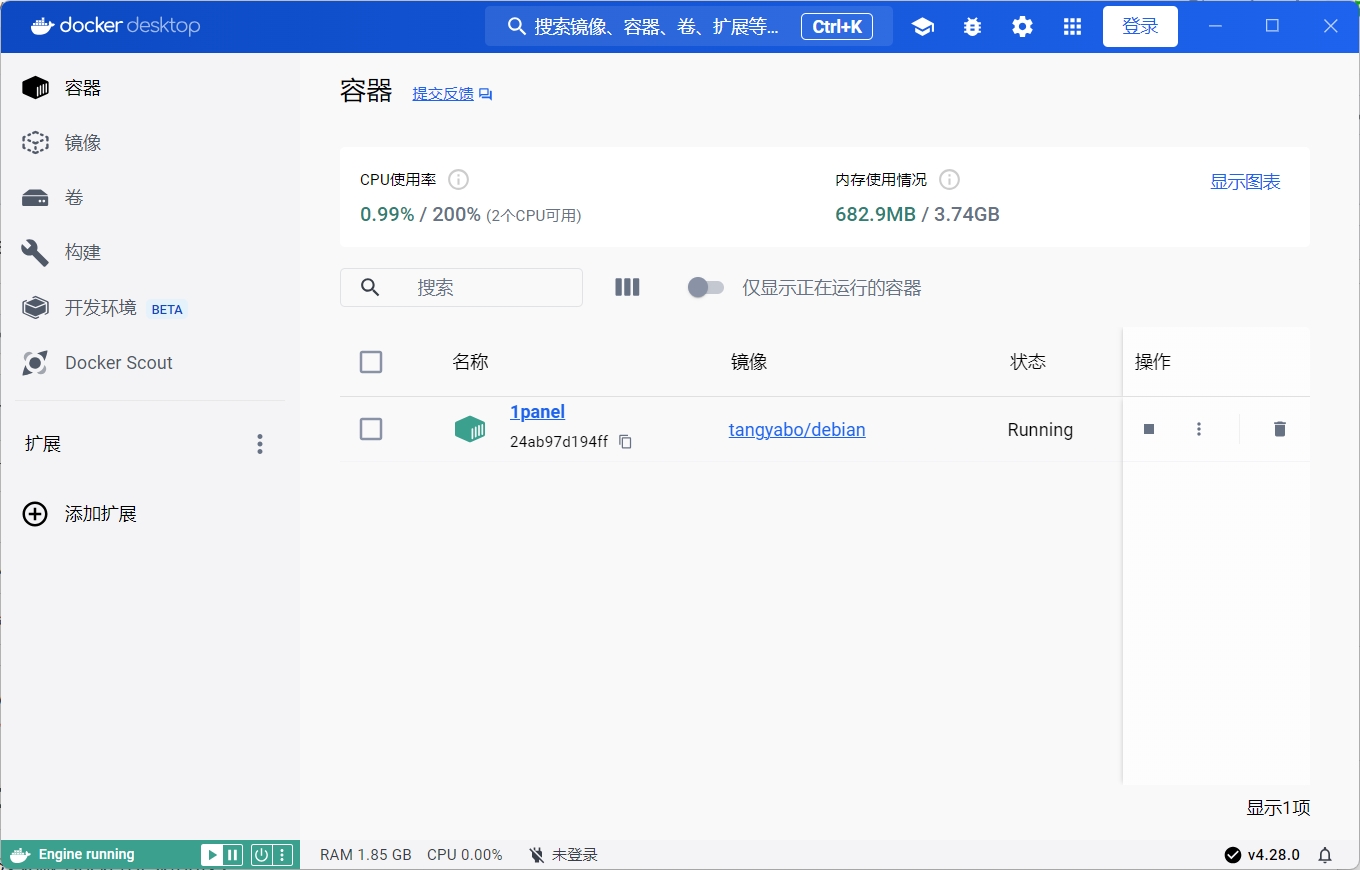 docker desktop
搜索镜像、容器、卷、扩展等...
Ctrl+K
登录
容器
镜像
卷
构建
开发环境 BETA
Docker Scout
扩展
添加扩展
容器 提交反馈
CPU使用率
0.99% / 200% (2个CPU可用)
内存使用情况
682.9MB / 3.74GB
显示图表
搜索
仅显示正在运行的容器
名称 镜像 状态 操作
1panel
24ab97d194ff
tangyabo/debian
Running
显示1项
Engine running
RAM 1.85 GB CPU 0.00% 未登录
v4.28.0